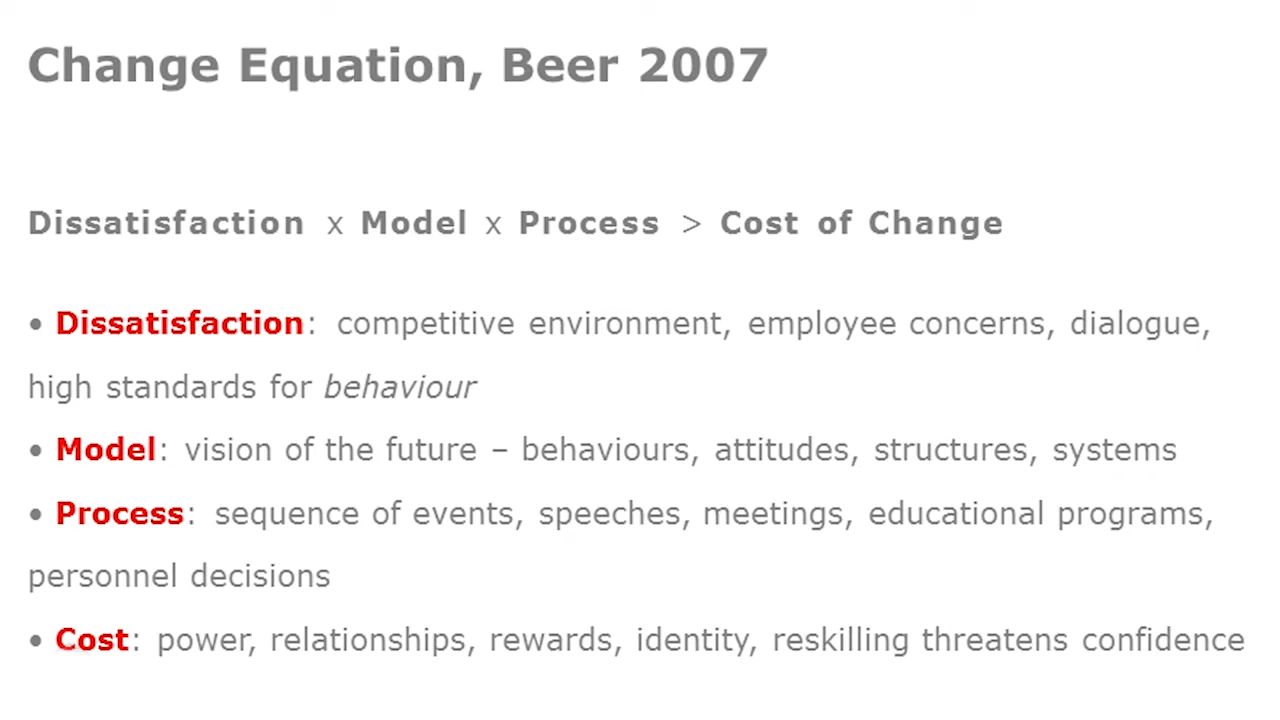 Change Equation, Beer 2007
Dissatisfaction x Model x Process > Cost of Change
• Dissatisfaction: competitive environment, employee concerns, dialogue,
high standards for behaviour
• Model: vision of the future – behaviours, attitudes, structures, systems
• Process: sequence of events, speeches, meetings, educational programs,
personnel decisions
• Cost: power, relationships, rewards, identity, reskilling threatens confidence